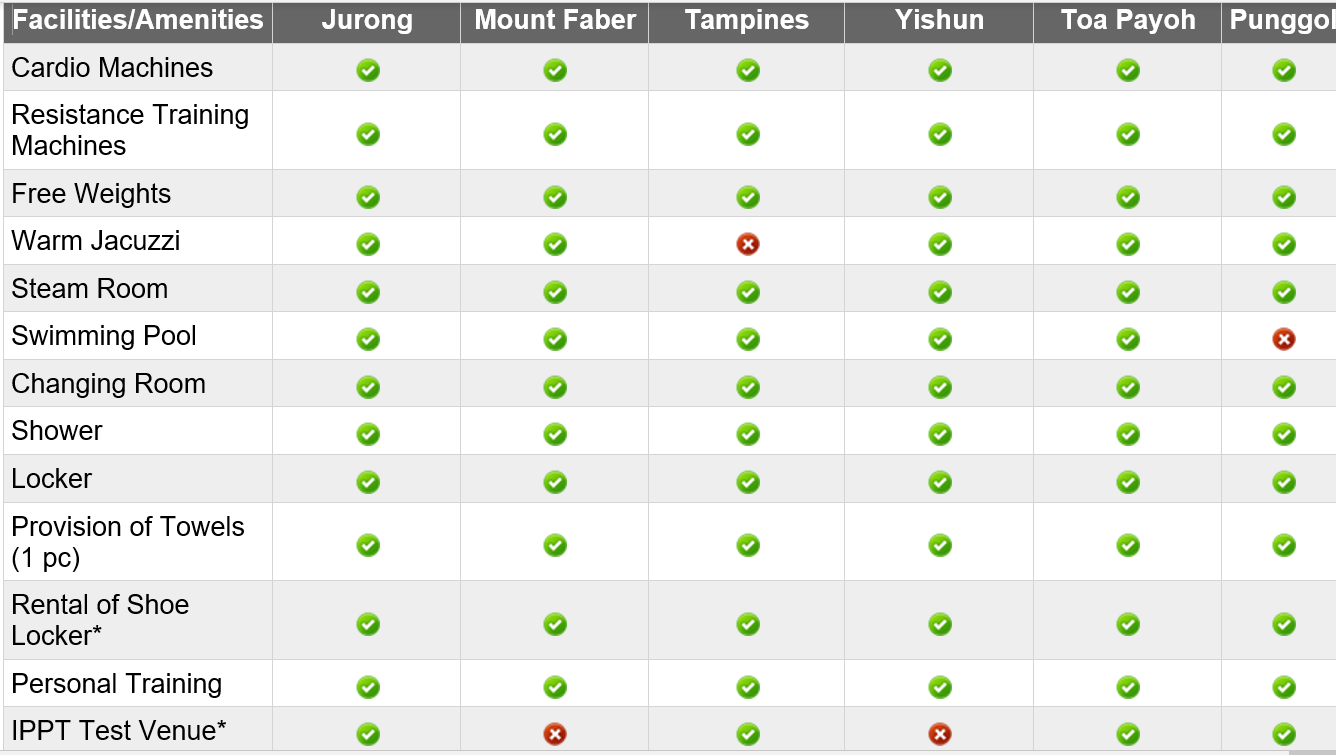 Facilities/Amenities Jurong Mount Faber Tampines Yishun Toa Payoh Punggol
Cardio Machines
Resistance Training
Machines
Free Weights
Warm Jacuzzi
Steam Room
Swimming Pool
Changing Room
Shower
Locker
Provision of Towels
(1 pc)
Rental of Shoe
Locker*
Personal Training
IPPT Test Venue*